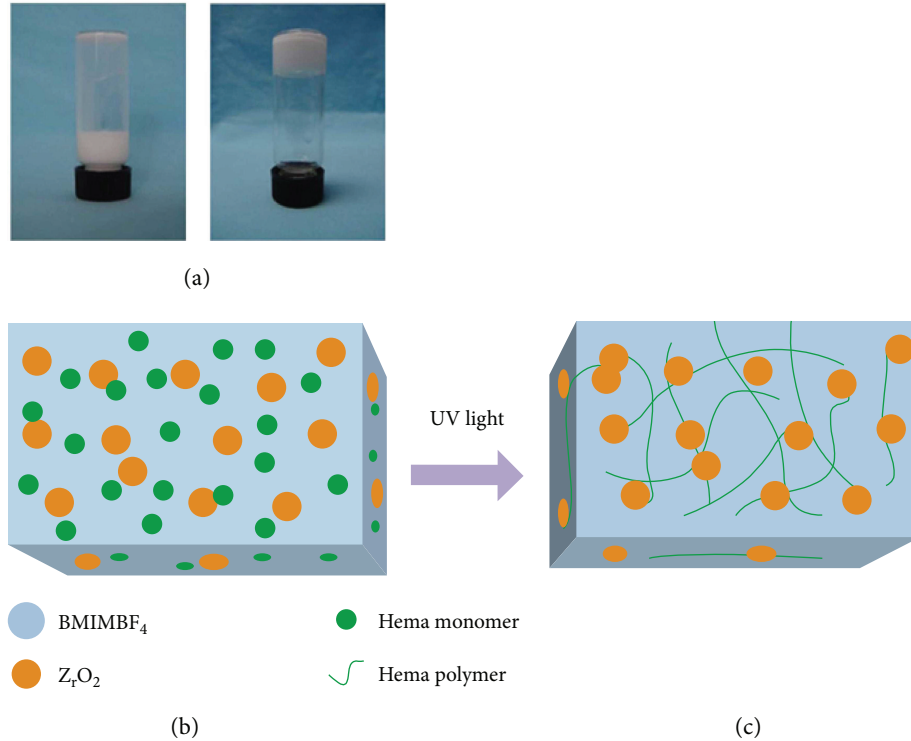 (a)
UV light
BMIMBF₄
Hema monomer
ZᵣO₂
Hema polymer
(b)
(c)